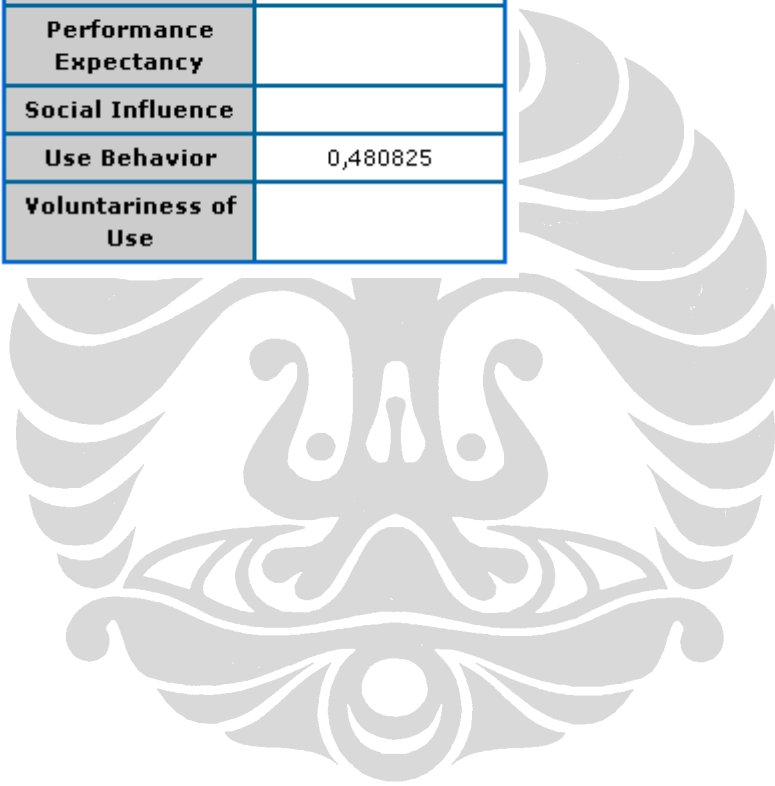 Performance
Expectancy
Social Influence
Use Behavior 0,480825
Voluntariness of
Use